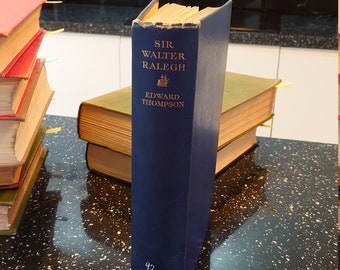 SIR
WALTER
RALEGH
EDWARD
THOMPSON